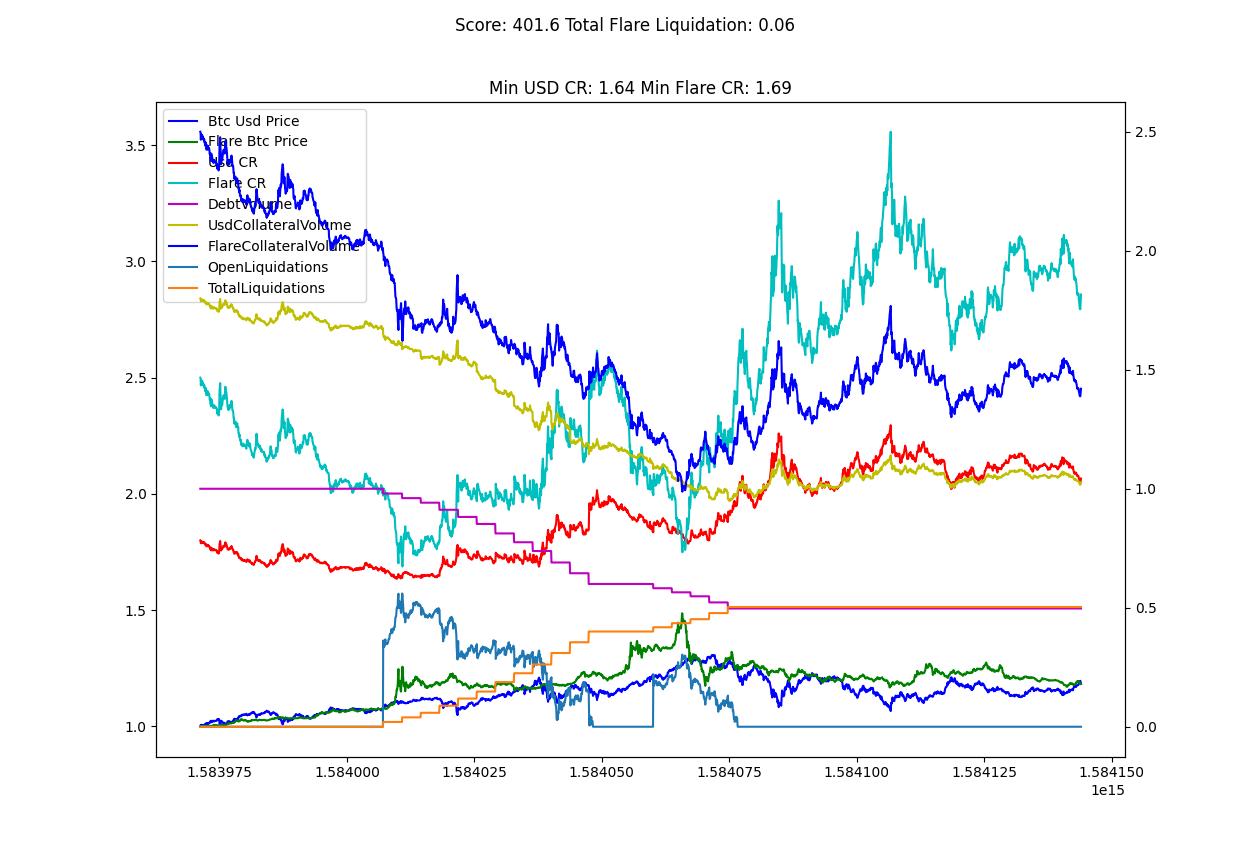 Score: 401.6 Total Flare Liquidation: 0.06
Min USD CR: 1.64 Min Flare CR: 1.69
Btc Usd Price
Flare Btc Price
Usd CR
Flare CR
DebtVolume
UsdCollateralVolume
FlareCollateralVolume
OpenLiquidations
TotalLiquidations
3.5
3.0
2.5
2.0
1.5
1.0
2.5
2.0
1.5
1.0
0.5
0.0
1.583975 1.584000 1.584025 1.584050 1.584075 1.584100 1.584125 1.584150
1e15